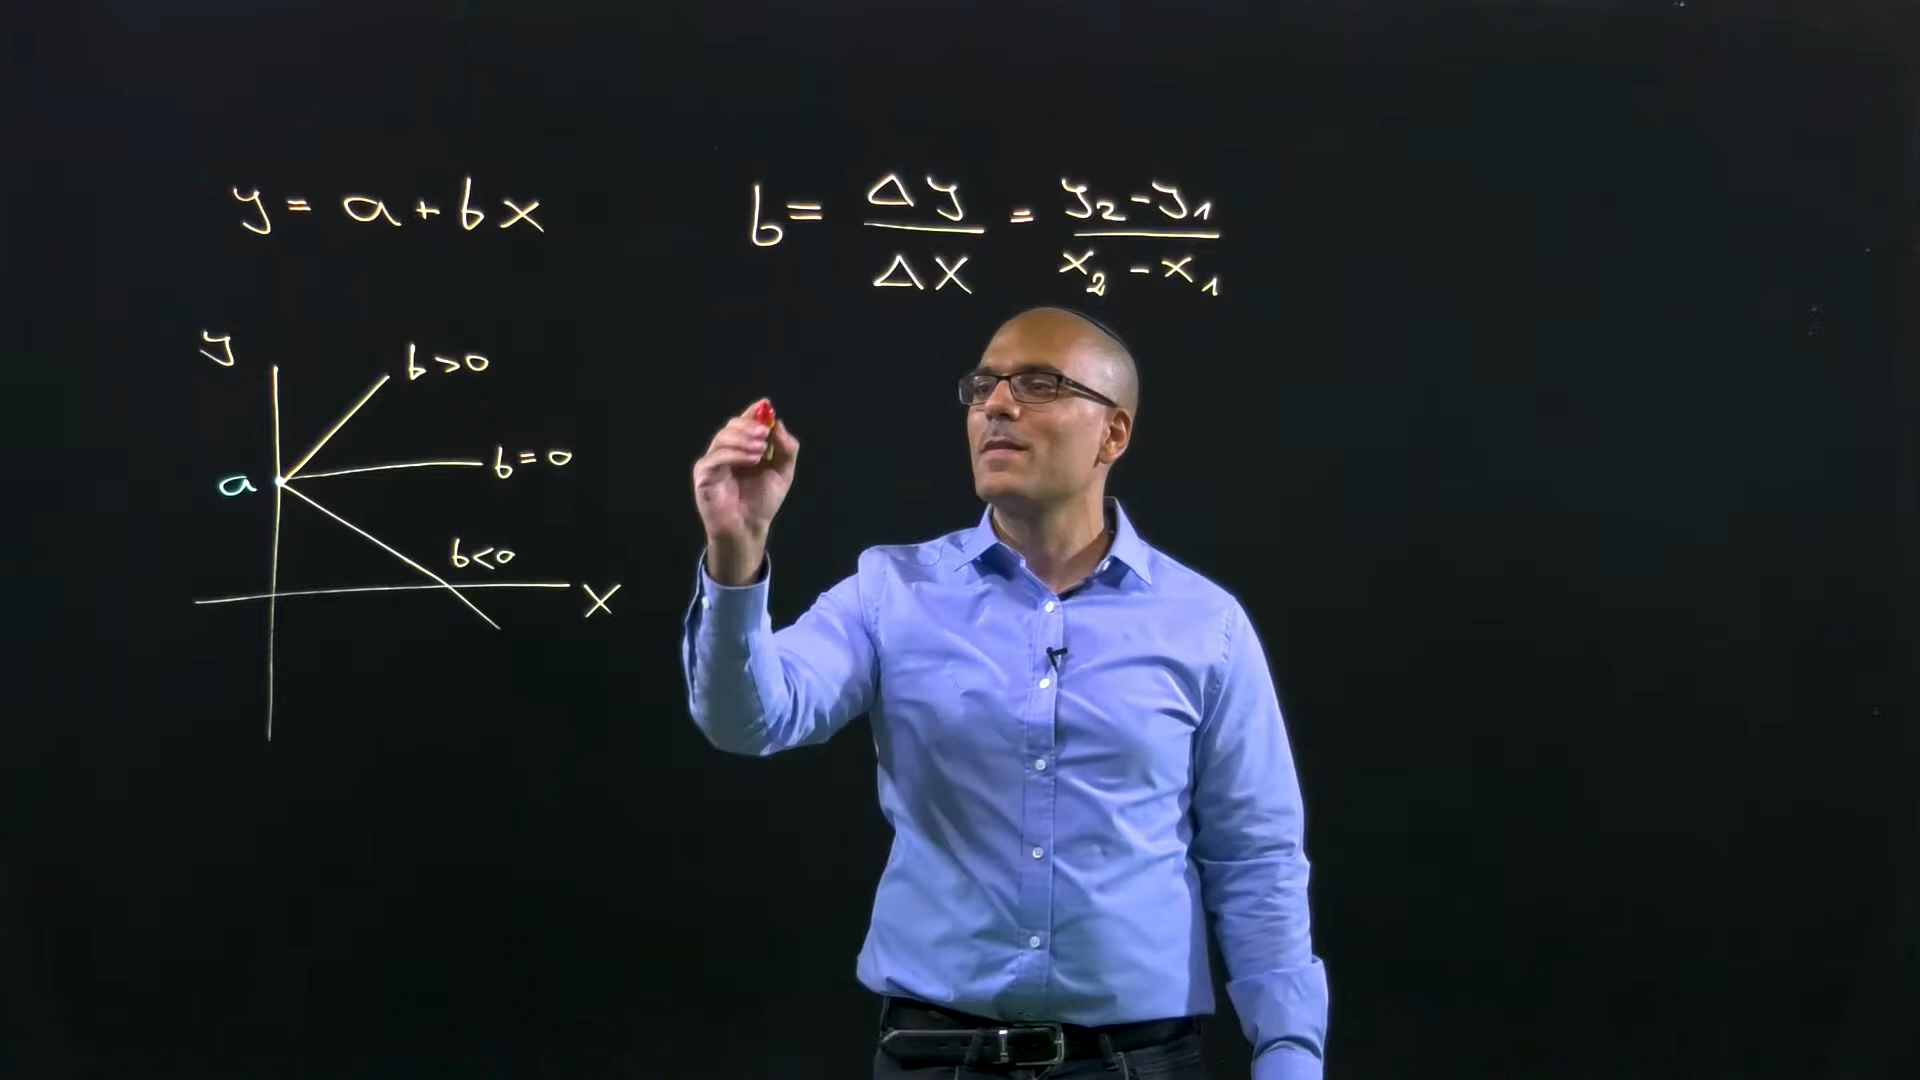 y = a + b x
b = Δy / Δx = y₂ - y₁ / x₂ - x₁
y
b > 0
a
b = 0
b < 0
x